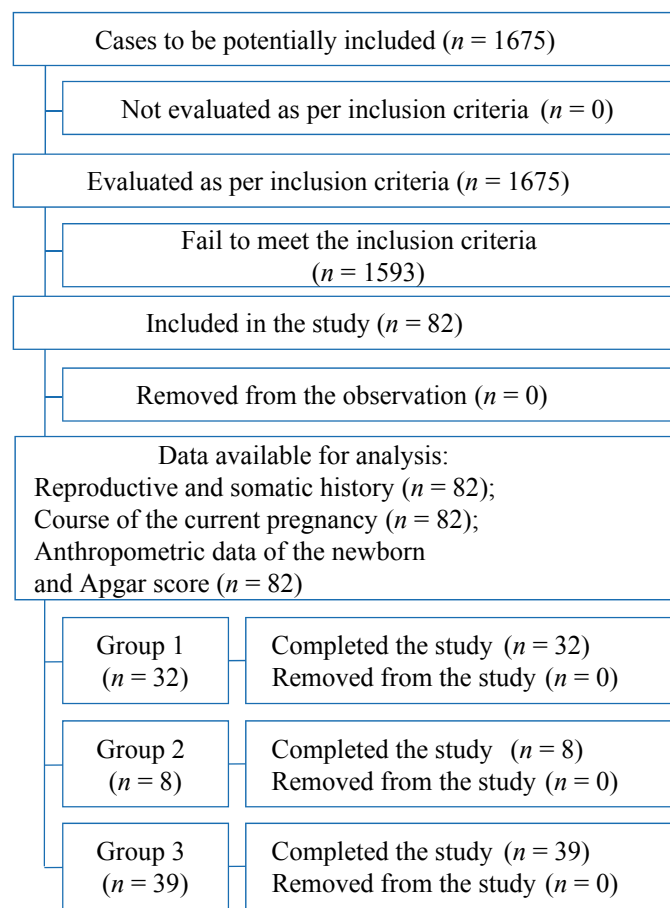 Cases to be potentially included (n = 1675)
Not evaluated as per inclusion criteria (n = 0)
Evaluated as per inclusion criteria (n = 1675)
Fail to meet the inclusion criteria
(n = 1593)
Included in the study (n = 82)
Removed from the observation (n = 0)
Data available for analysis:
Reproductive and somatic history (n = 82);
Course of the current pregnancy (n = 82);
Anthropometric data of the newborn
and Apgar score (n = 82)
Group 1
(n = 32)
Completed the study (n = 32)
Removed from the study (n = 0)
Group 2
(n = 8)
Completed the study (n = 8)
Removed from the study (n = 0)
Group 3
(n = 39)
Completed the study (n = 39)
Removed from the study (n = 0)